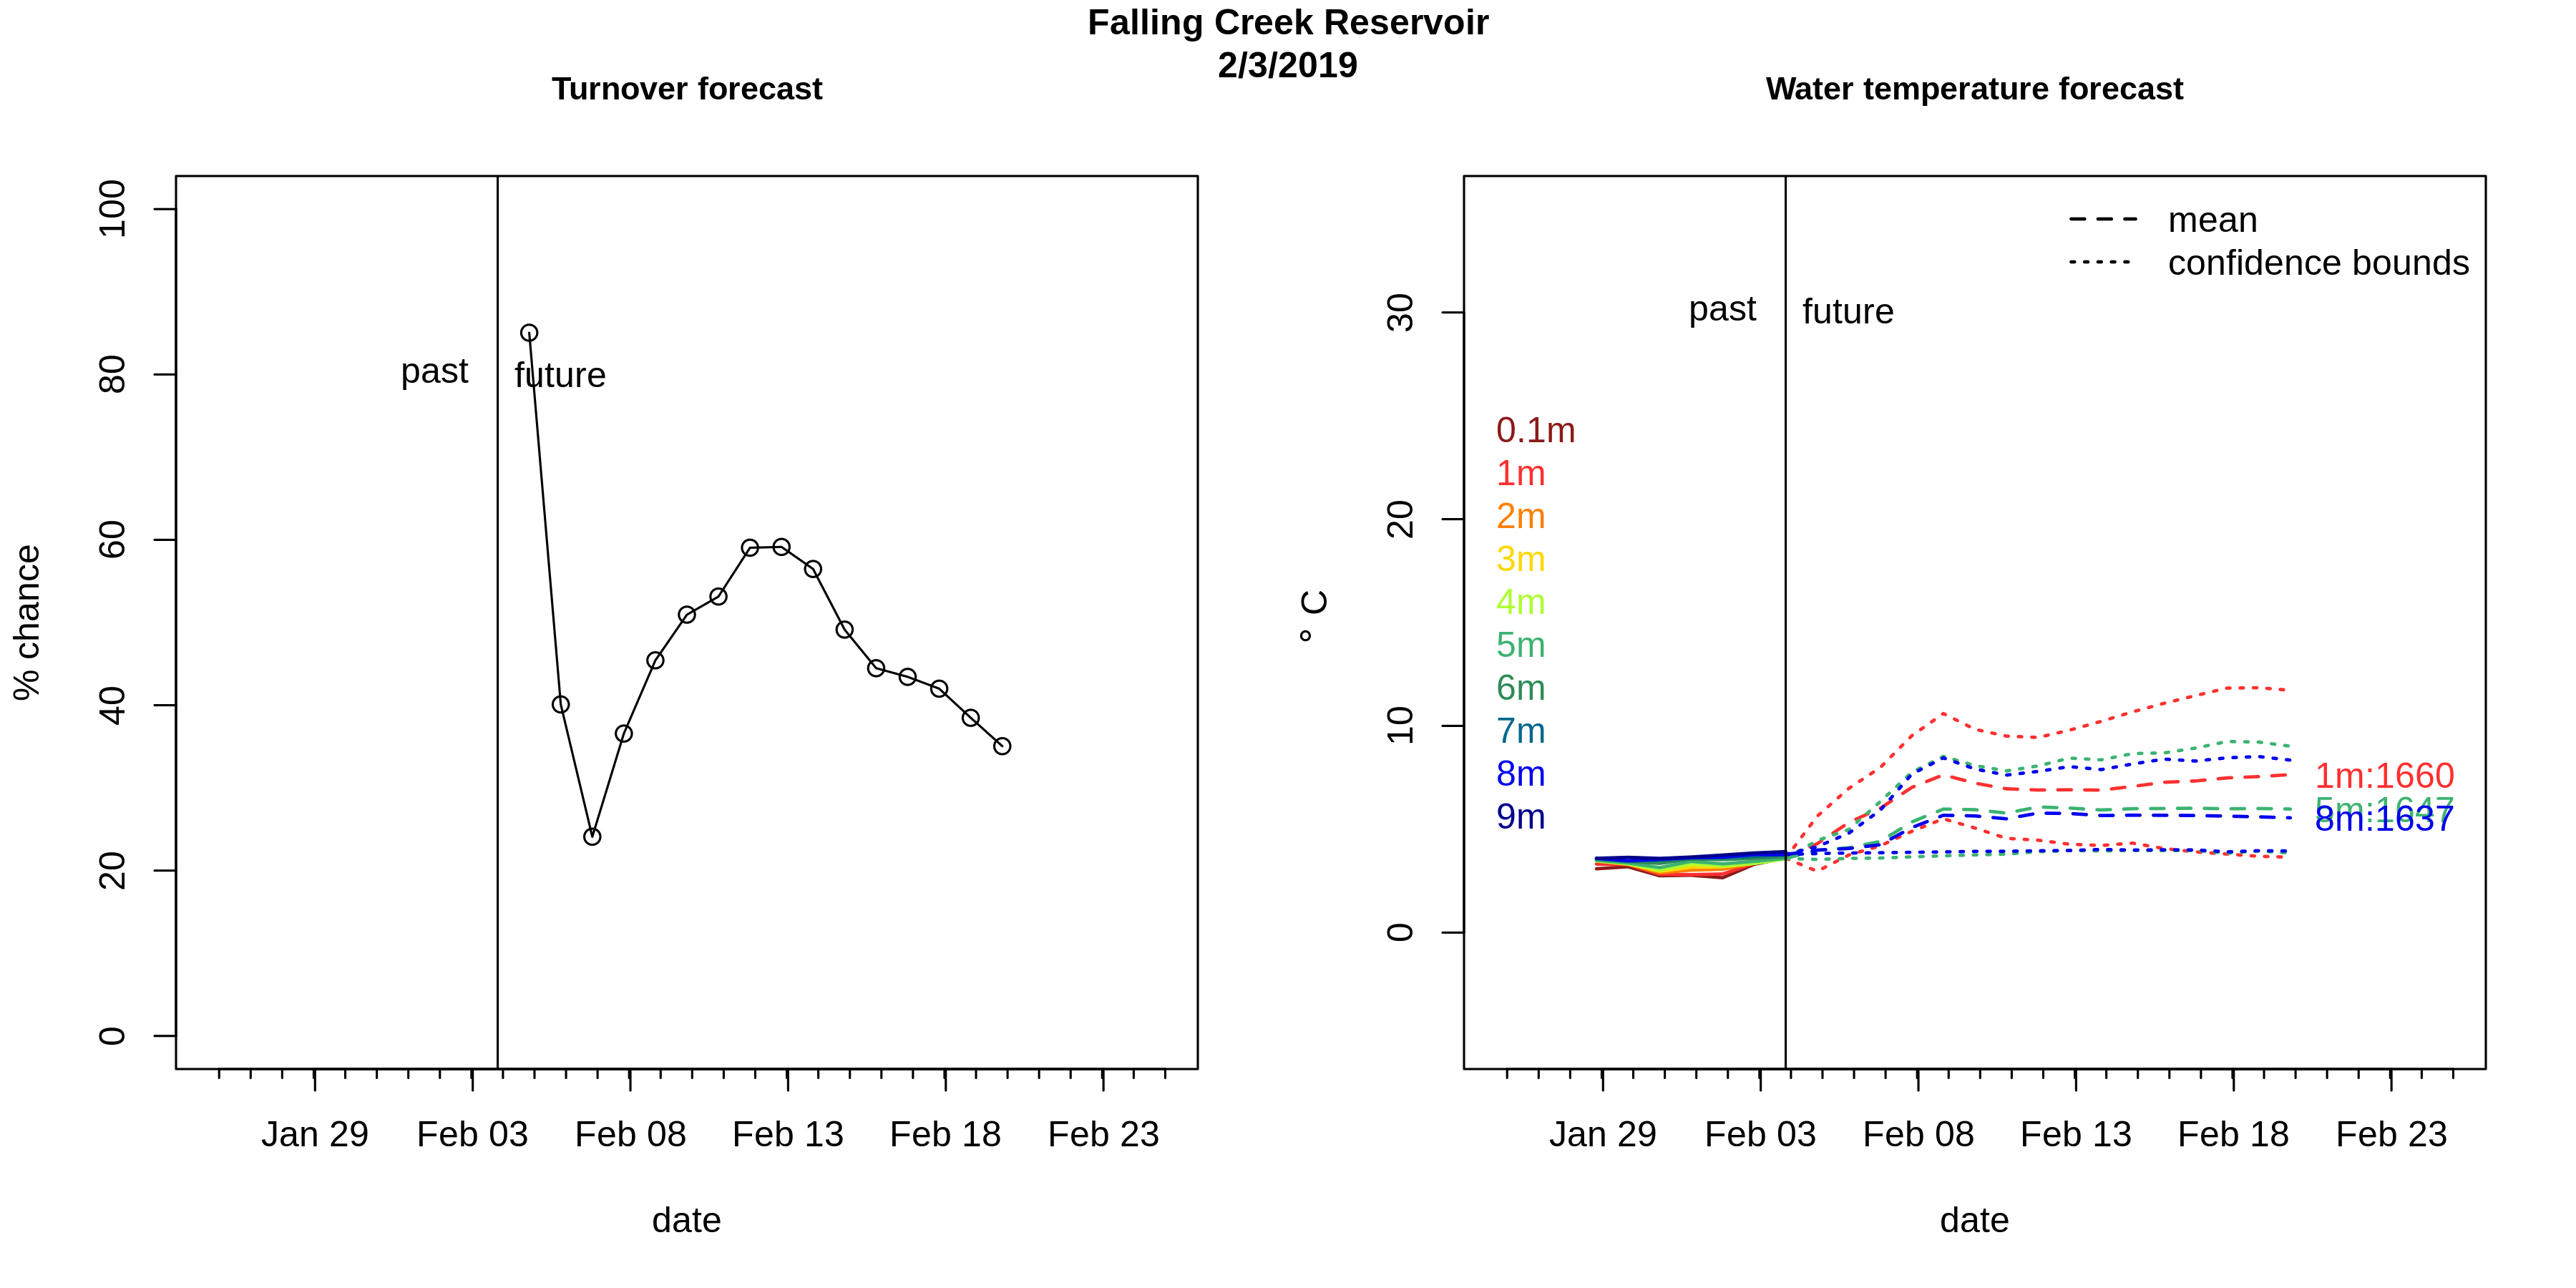 Falling Creek Reservoir
2/3/2019
Turnover forecast
% chance
100
80
60
40
20
0
past
future
Jan 29 Feb 03 Feb 08 Feb 13 Feb 18 Feb 23
date
Water temperature forecast
° C
30
20
10
0
mean
confidence bounds
past
future
0.1m
1m
2m
3m
4m
5m
6m
7m
8m
9m
1m:1660
5m:1647
8m:1637
Jan 29 Feb 03 Feb 08 Feb 13 Feb 18 Feb 23
date